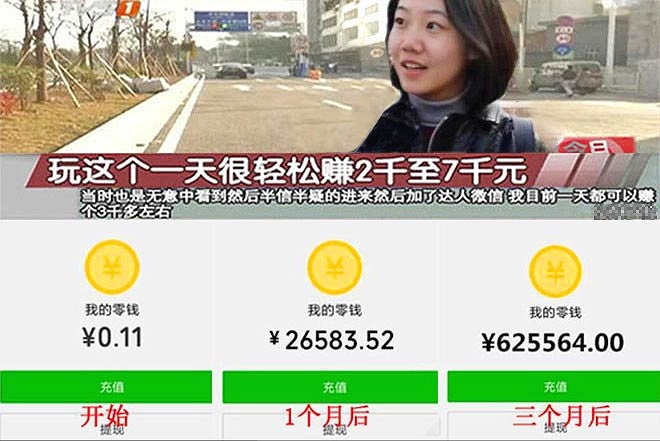 1
玩这个一天很轻松赚2千至7千元
当时也是无意中看到然后半信半疑的进来然后加了达人微信 我目前一天都可以赚
个3千多左右
我的零钱 我的零钱 我的零钱
¥0.11 ¥26583.52 ¥625564.00
充值 充值 充值
开始 1个月后 三个月后
提现 提现 提现